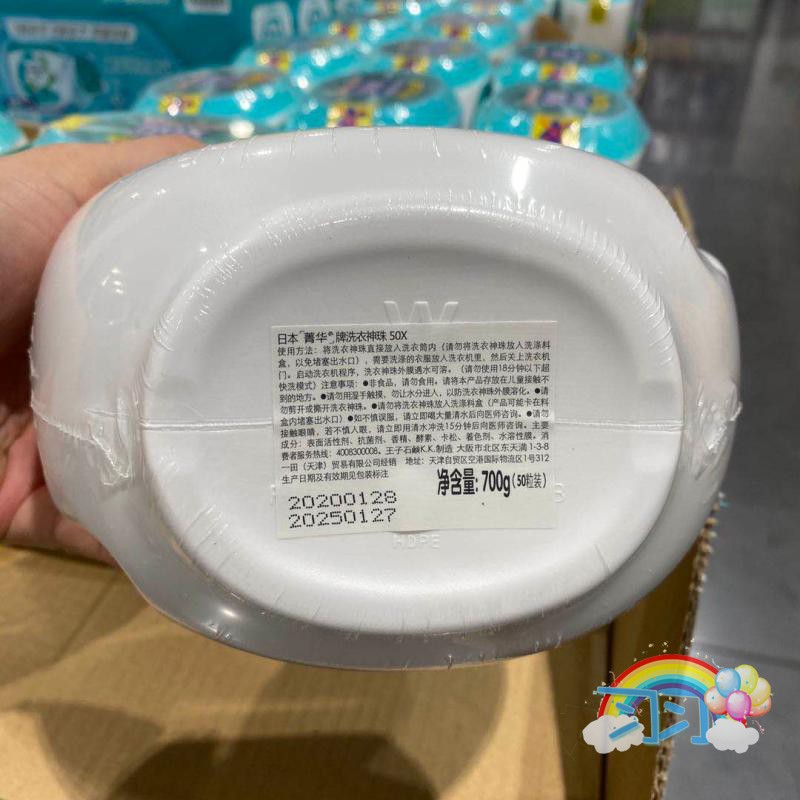 W
日本「菁华®」牌洗衣神珠 50X
使用方法：将洗衣神珠直接放入洗衣筒内（请勿将洗衣神珠放入洗涤料
盒，以免堵塞出水口），需要洗涤的衣服放入洗衣机里，然后关上洗衣机
门。启动洗衣机程序，洗衣神珠外膜遇水可溶。（请勿使用18分钟以下超
快洗模式）注意事项：●非食品，请勿食用。请将本产品存放在儿童接触不
到的地方。●请勿用湿手触摸，勿让水分进入，以防洗衣神珠外膜溶化。●请
勿剪开或撕开洗衣神珠。●请勿将洗衣神珠放入洗涤料盒（产品可能卡在料
盒内堵塞出水口）●如不慎误服，请立即喝大量清水后向医师咨询。●请勿
接触眼睛，若不慎入眼，请立即用清水冲洗15分钟后向医师咨询。主要
成分：表面活性剂、抗菌剂、香精、酵素、卡松、着色剂、水溶性膜。消
费者服务热线：4008300008。王子石鹸K.K.制造 大阪市北区东天满1-3-8
一田（天津）贸易有限公司经销 地址：天津自贸区空港国际物流区1号312
生产日期及有效期见包装标注
净含量: 700g (50粒装)
20200128
20250127
HDPE
习习